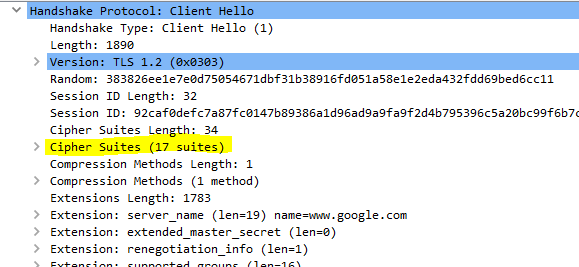 Handshake Protocol: Client Hello
Handshake Type: Client Hello (1)
Length: 1890
Version: TLS 1.2 (0x0303)
Random: 383826ee1e7e0d75054671dbf31b38916fd051a58e1e2eda432fdd69bed6cc11
Session ID Length: 32
Session ID: 92caf0defc7a87fc0147b89386a1d96ad9a9fa9f2d4b795396c5a20bc99f6b7c
Cipher Suites Length: 34
Cipher Suites (17 suites)
Compression Methods Length: 1
Compression Methods (1 method)
Extensions Length: 1783
Extension: server_name (len=19) name=www.google.com
Extension: extended_master_secret (len=0)
Extension: renegotiation_info (len=1)
Extension: supported_groups (len=16)